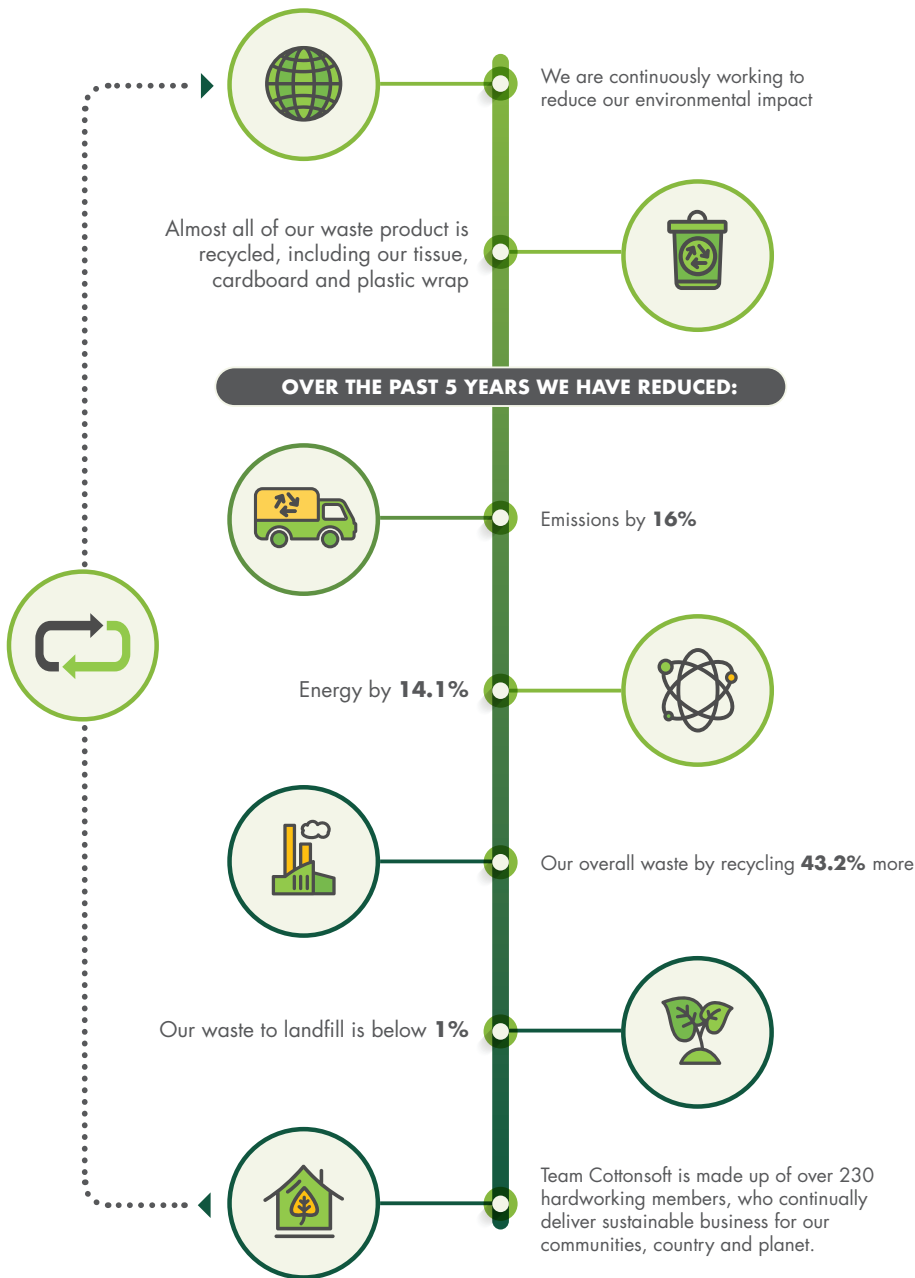 We are continuously working to
reduce our environmental impact
Almost all of our waste product is
recycled, including our tissue,
cardboard and plastic wrap
OVER THE PAST 5 YEARS WE HAVE REDUCED:
Emissions by 16%
Energy by 14.1%
Our overall waste by recycling 43.2% more
Our waste to landfill is below 1%
Team Cottonsoft is made up of over 230
hardworking members, who continually
deliver sustainable business for our
communities, country and planet.